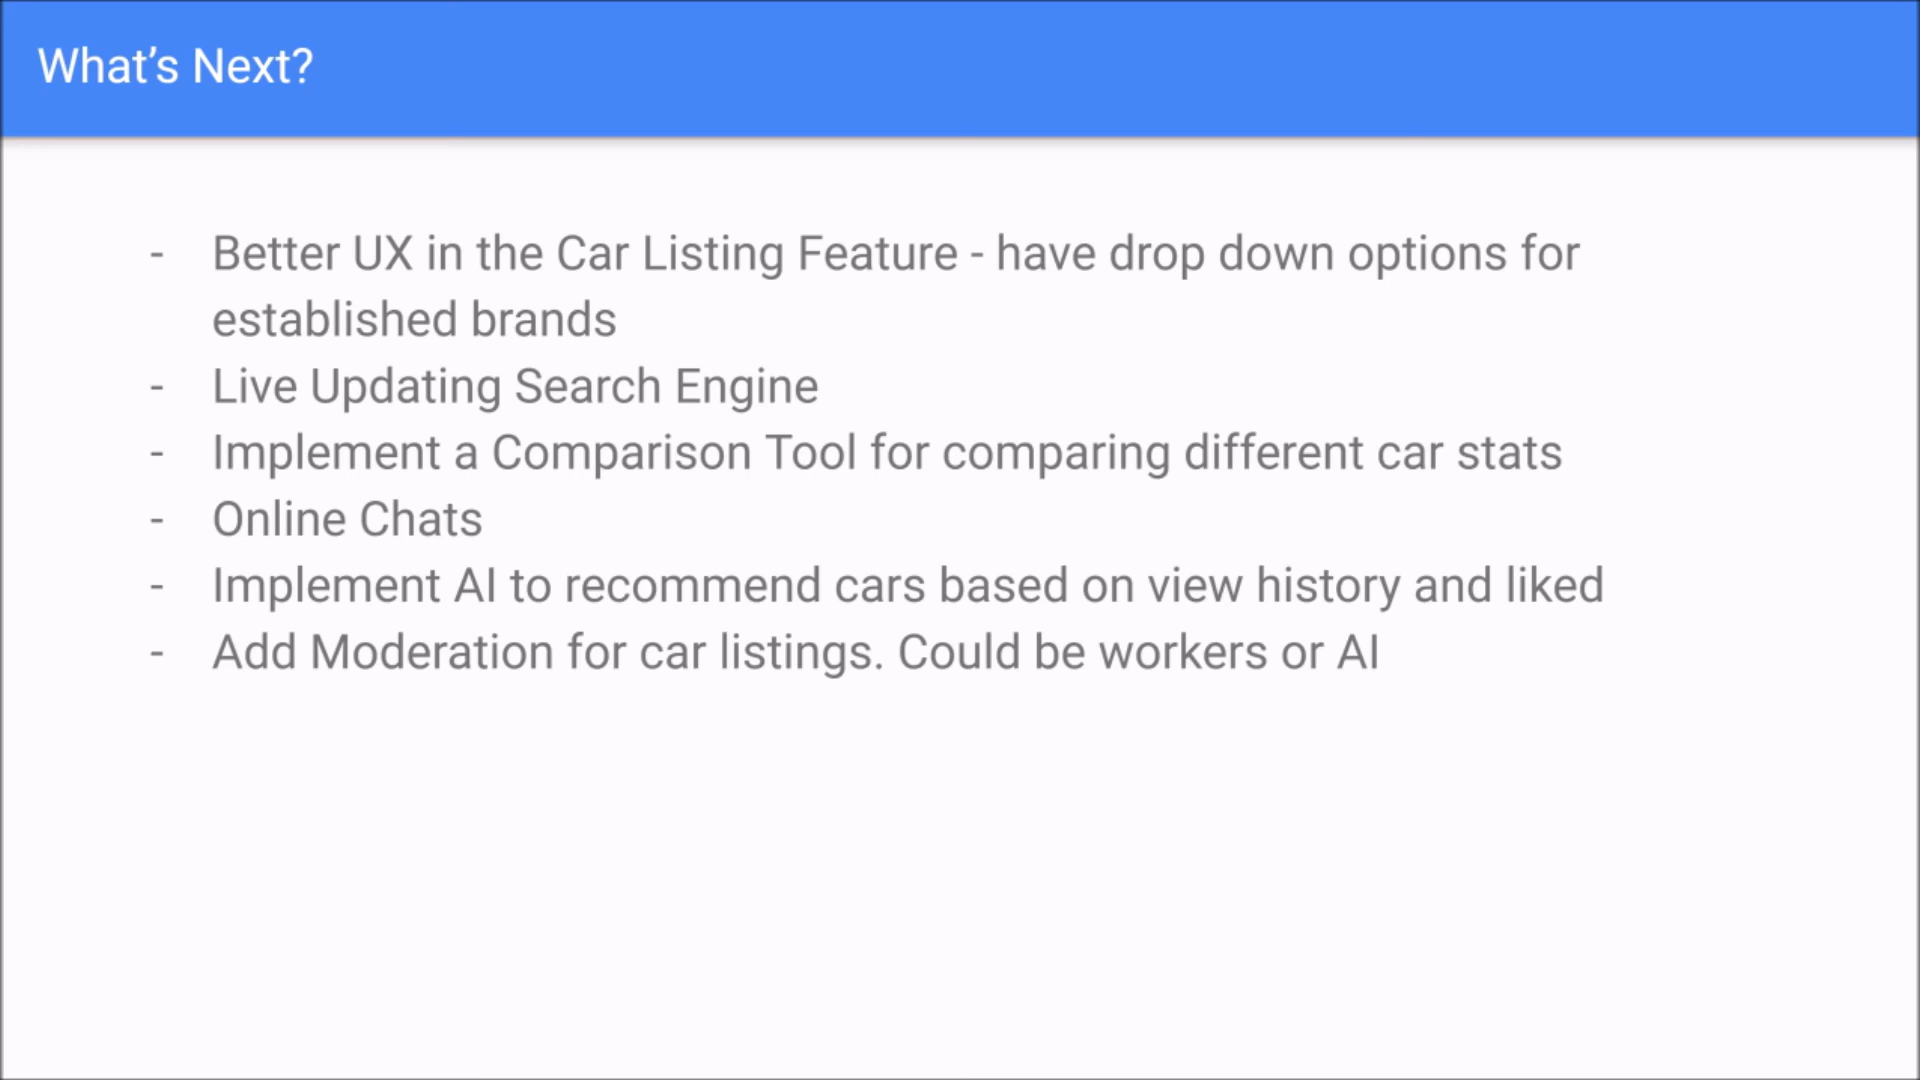 What’s Next?
- Better UX in the Car Listing Feature - have drop down options for
established brands
- Live Updating Search Engine
- Implement a Comparison Tool for comparing different car stats
- Online Chats
- Implement AI to recommend cars based on view history and liked
- Add Moderation for car listings. Could be workers or AI